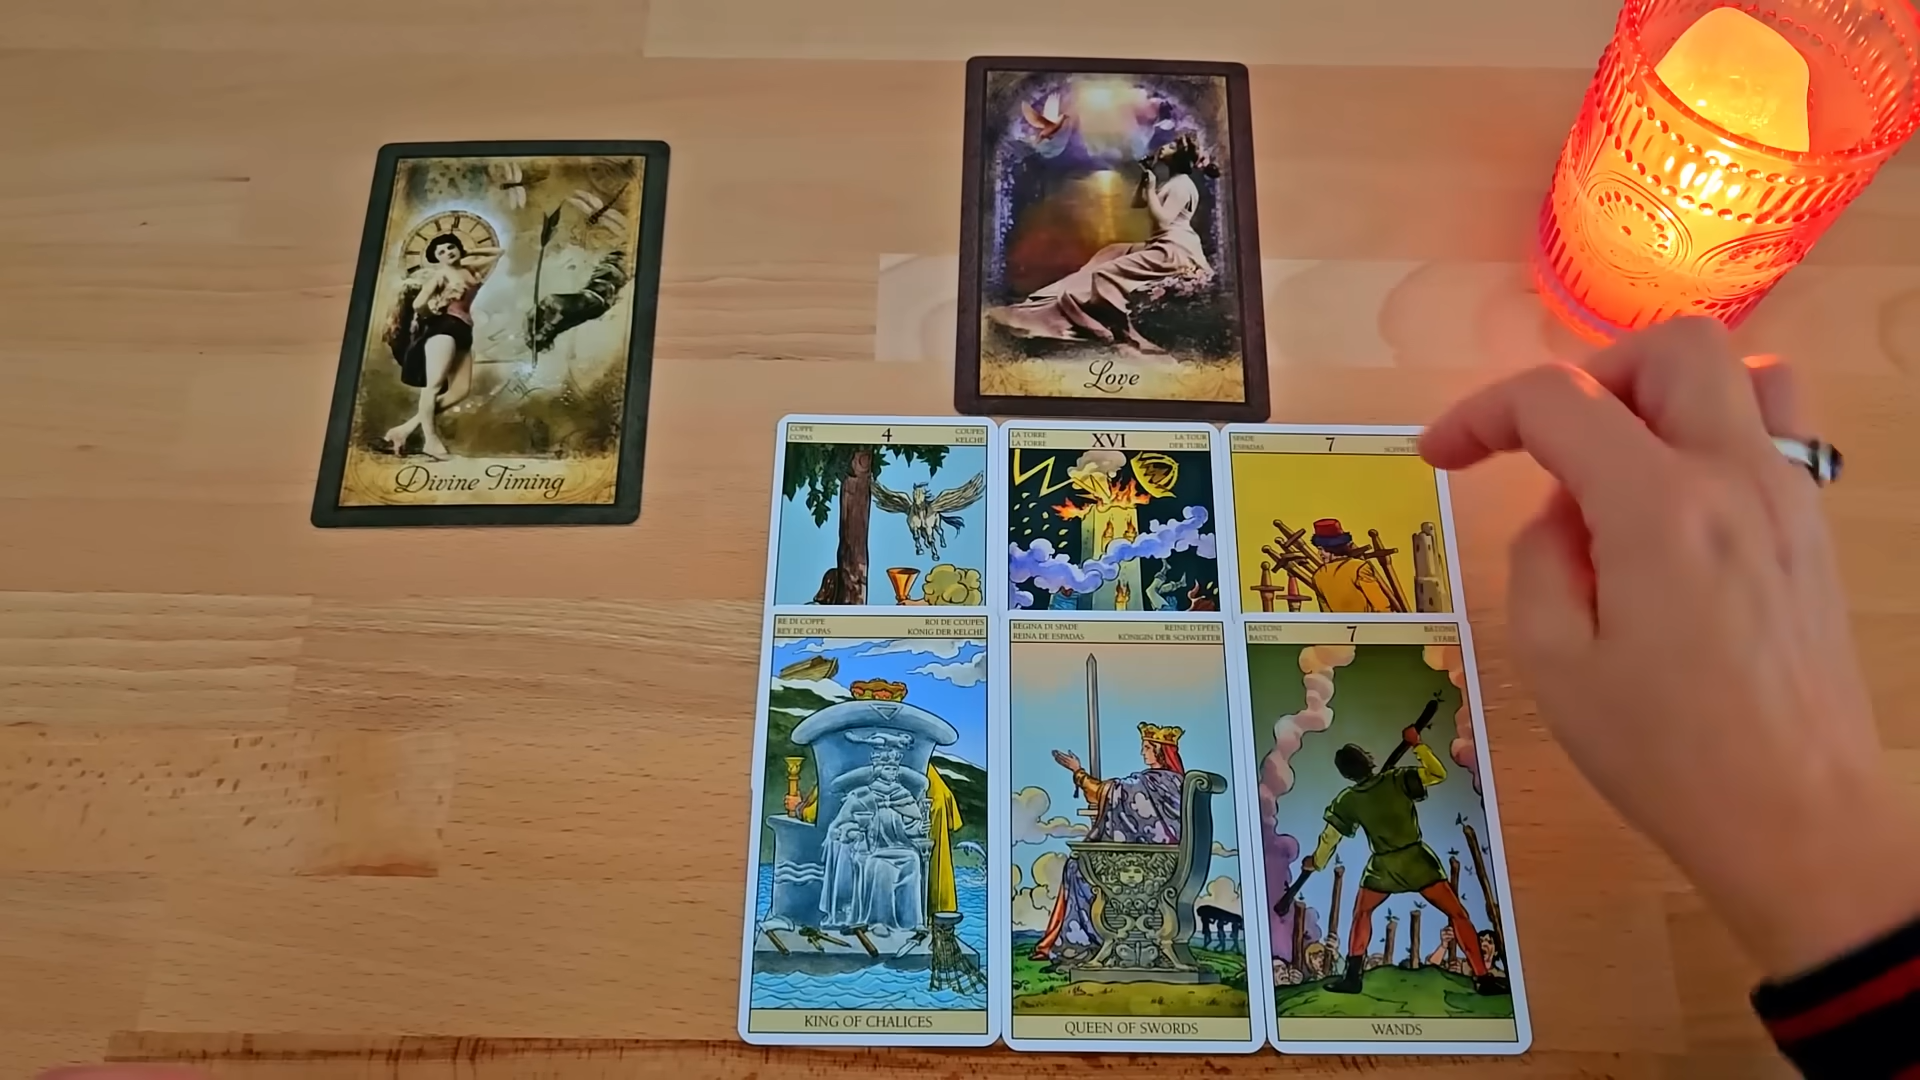 Divine Timing
Love
COPPE
COPAS
4
COUPES
KELCHE
LA TORRE
LA TORRE
XVI
LA TOUR
DER TURM
SPADE
ESPADAS
7
RE DI COPPE
REY DE COPAS
ROI DE COUPES
KÖNIG DER KELCHE
KING OF CHALICES
REGINA DI SPADE
REINA DE ESPADAS
REINE D'EPÉES
KÖNIGIN DER SCHWERTER
QUEEN OF SWORDS
BASTONI
BASTOS
7
BATONS
STÄBE
WANDS